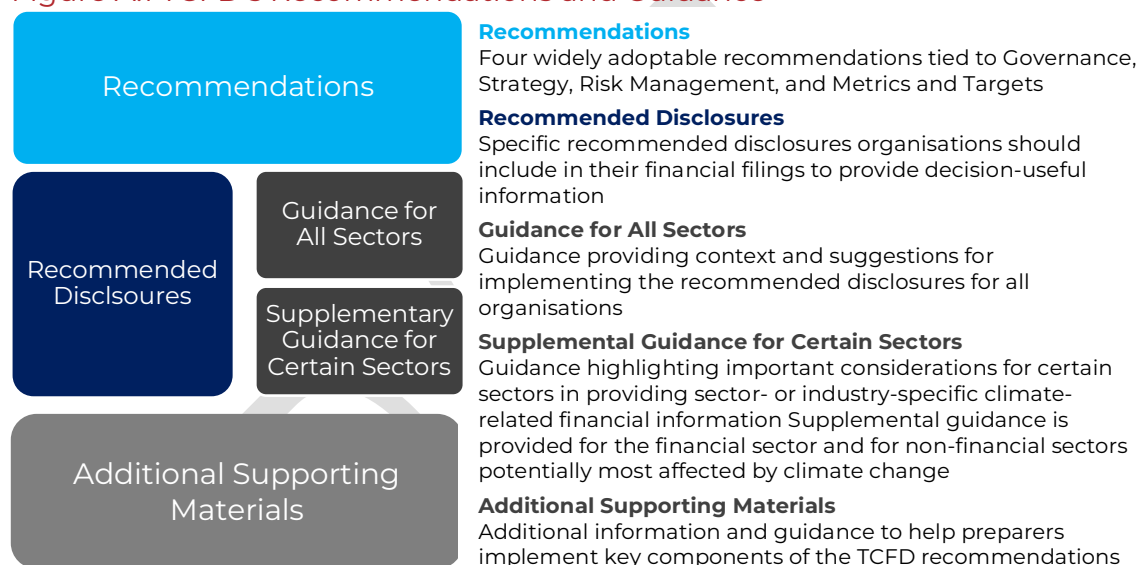 Recommendations
Recommended
Disclsoures
Guidance for
All Sectors
Supplementary
Guidance for
Certain Sectors
Additional Supporting
Materials
Recommendations
Four widely adoptable recommendations tied to Governance,
Strategy, Risk Management, and Metrics and Targets
Recommended Disclosures
Specific recommended disclosures organisations should
include in their financial filings to provide decision-useful
information
Guidance for All Sectors
Guidance providing context and suggestions for
implementing the recommended disclosures for all
organisations
Supplemental Guidance for Certain Sectors
Guidance highlighting important considerations for certain
sectors in providing sector- or industry-specific climate-
related financial information Supplemental guidance is
provided for the financial sector and for non-financial sectors
potentially most affected by climate change
Additional Supporting Materials
Additional information and guidance to help preparers
implement key components of the TCFD recommendations